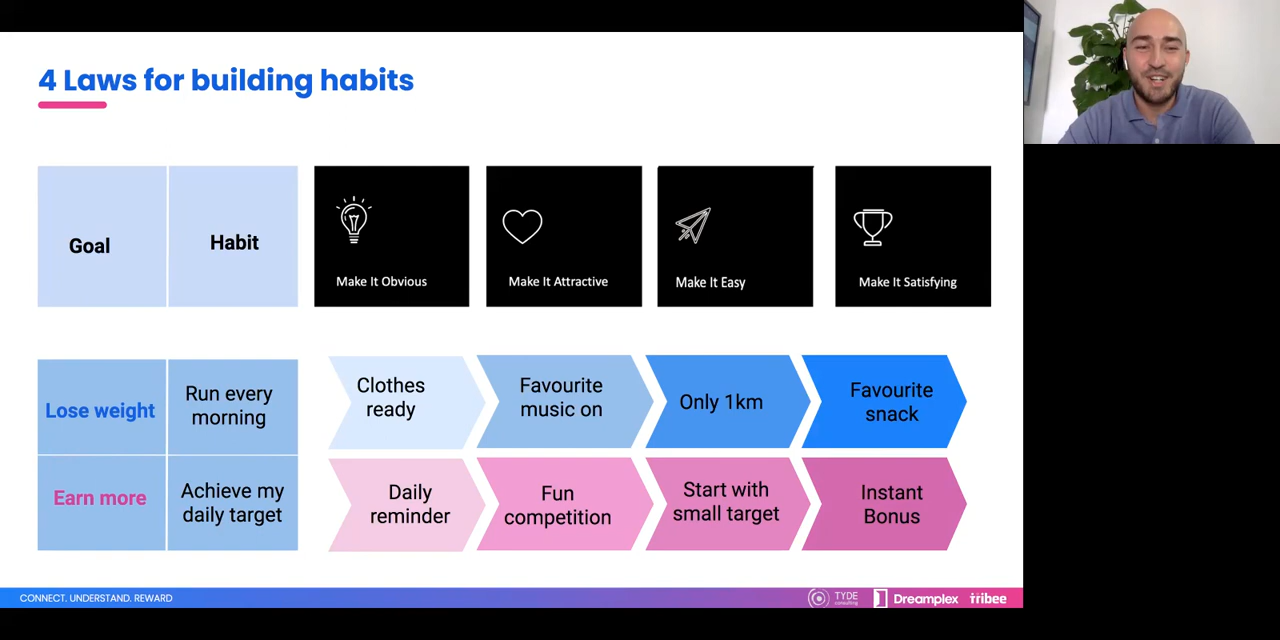 4 Laws for building habits
Goal
Habit
Make It Obvious
Make It Attractive
Make It Easy
Make It Satisfying
Lose weight
Run every
morning
Clothes
ready
Favourite
music on
Only 1km
Favourite
snack
Earn more
Achieve my
daily target
Daily
reminder
Fun
competition
Start with
small target
Instant
Bonus
CONNECT. UNDERSTAND. REWARD
TYDE
consulting
Dreamplex
tribee